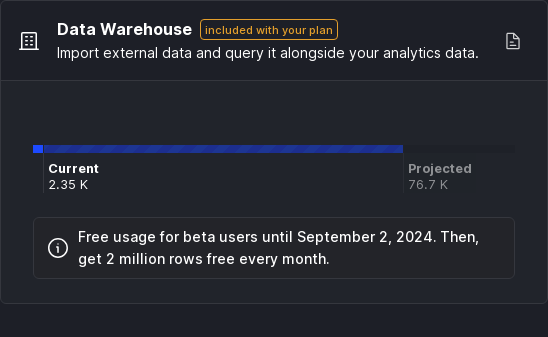 Data Warehouse included with your plan
Import external data and query it alongside your analytics data.
Current
2.35 K
Projected
76.7 K
Free usage for beta users until September 2, 2024. Then,
get 2 million rows free every month.